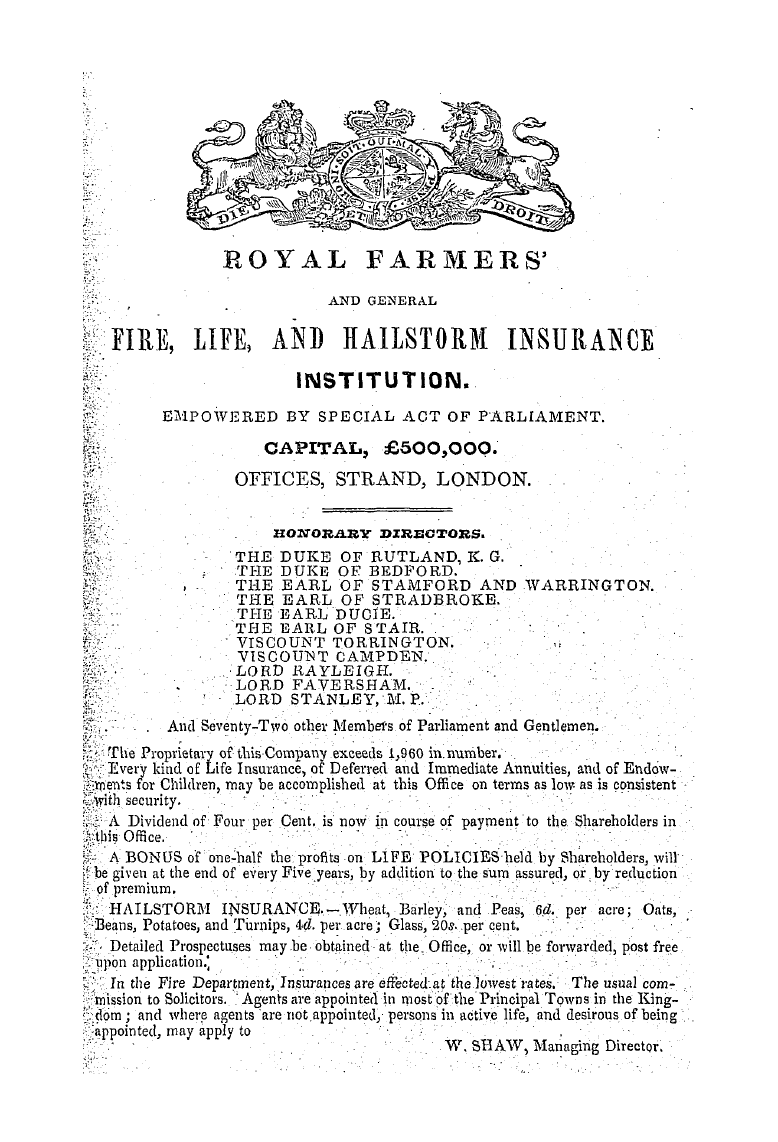 HONI·SOIT·QUI·MAL·Y·P
DIEU ET MON DROIT
ROYAL FARMERS'
AND GENERAL
FIRE, LIFE, AND HAILSTORM INSURANCE
INSTITUTION.
EMPOWERED BY SPECIAL ACT OF PARLIAMENT.
CAPITAL, £500,000.
OFFICES, STRAND, LONDON.
HONORARY DIRECTORS.
THE DUKE OF RUTLAND, K. G.
THE DUKE OF BEDFORD.
THE EARL OF STAMFORD AND WARRINGTON.
THE EARL OF STRADBROKE.
THE EARL DUCIE.
THE EARL OF STAIR.
VISCOUNT TORRINGTON.
VISCOUNT CAMPDEN.
LORD RAYLEIGH.
LORD FAVERSHAM.
LORD STANLEY, M. P.
And Seventy-Two other Members of Parliament and Gentlemen.
The Proprietary of this Company exceeds 1,960 in number.
Every kind of Life Insurance, of Deferred and Immediate Annuities, and of Endow-
ments for Children, may be accomplished at this Office on terms as low as is consistent
with security.
A Dividend of Four per Cent. is now in course of payment to the Shareholders in
this Office.
A BONUS of one-half the profits on LIFE POLICIES held by Shareholders, will
be given at the end of every Five years, by addition to the sum assured, or by reduction
of premium.
HAILSTORM INSURANCE.—Wheat, Barley, and Peas, 6d. per acre; Oats,
Beans, Potatoes, and Turnips, 4d. per acre; Glass, 20s. per cent.
Detailed Prospectuses may be obtained at the Office, or will be forwarded, post free
upon application.
In the Fire Department, Insurances are effected at the lowest rates. The usual com-
mission to Solicitors. Agents are appointed in most of the Principal Towns in the King-
dom; and where agents are not appointed, persons in active life, and desirous of being
appointed, may apply to
W. SHAW, Managing Director.